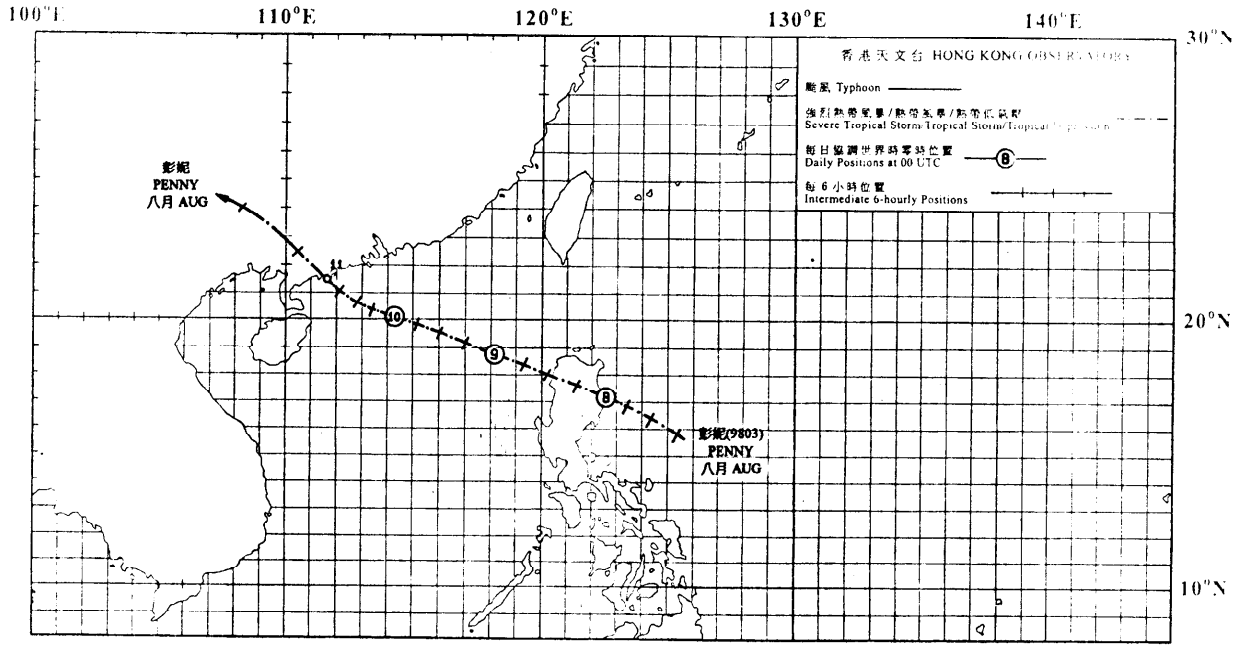 100°E 110°E 120°E 130°E 140°E
30°N
香港天文台 HONG KONG OBSERVATORY
颱風 Typhoon
強烈熱帶風暴/熱帶風暴/熱帶低氣壓
Severe Tropical Storm/Tropical Storm/Tropical Depression
每日協調世界時零時位置
Daily Positions at 00 UTC
8
每 6 小時位置
Intermediate 6-hourly Positions
彭妮
PENNY
八月 AUG
11
10
20°N
9
8
彭妮(9803)
PENNY
八月 AUG
10°N